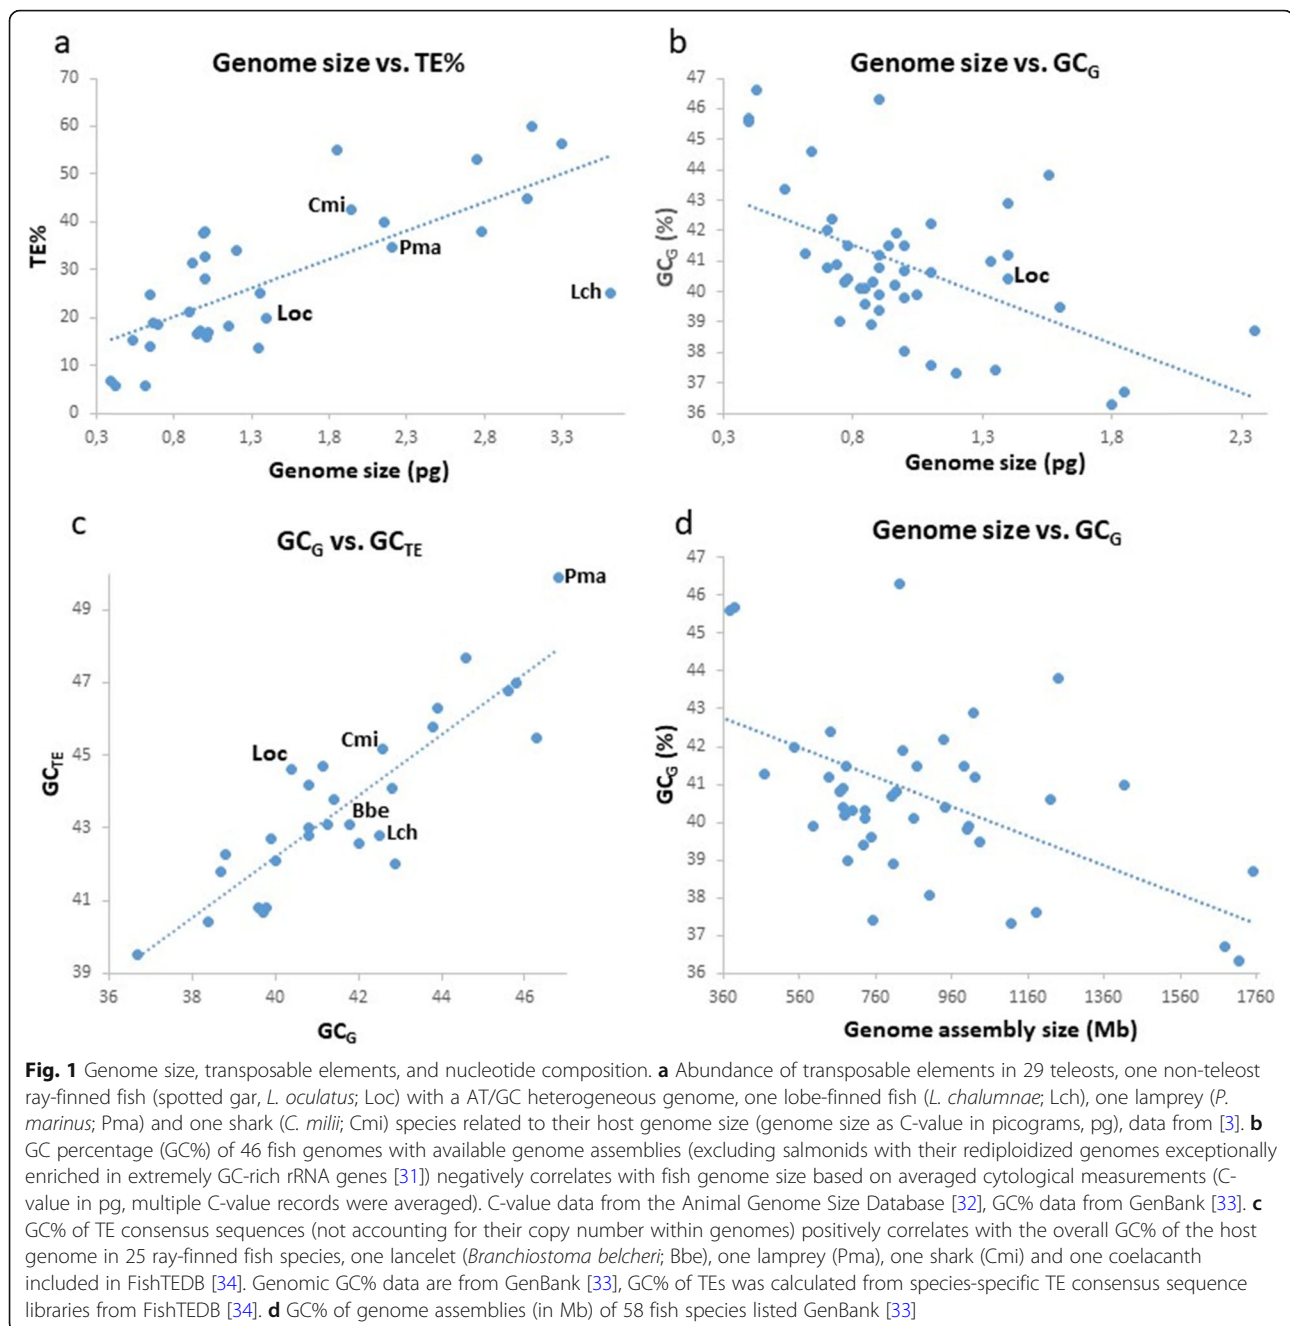 a
Genome size vs. TE%
70
60
50
40
30
20
10
0
TE%
Cmi
Pma
Lch
Loc
0,3 0,8 1,3 1,8 2,3 2,8 3,3
Genome size (pg)
b
Genome size vs. GCG
47
46
45
44
43
42
41
40
39
38
37
36
GCG (%)
Loc
0,3 0,8 1,3 1,8 2,3
Genome size (pg)
c
GCG vs. GCTE
49
47
45
43
41
39
GCTE
Pma
Cmi
Loc
Bbe
Lch
36 38 40 42 44 46
GCG
d
Genome size vs. GCG
47
46
45
44
43
42
41
40
39
38
37
36
GCG (%)
360 560 760 960 1160 1360 1560 1760
Genome assembly size (Mb)
Fig. 1 Genome size, transposable elements, and nucleotide composition. a Abundance of transposable elements in 29 teleosts, one non-teleost
ray-finned fish (spotted gar, L. oculatus; Loc) with a AT/GC heterogeneous genome, one lobe-finned fish (L. chalumnae; Lch), one lamprey (P.
marinus; Pma) and one shark (C. milii; Cmi) species related to their host genome size (genome size as C-value in picograms, pg), data from [3]. b
GC percentage (GC%) of 46 fish genomes with available genome assemblies (excluding salmonids with their rediploidized genomes exceptionally
enriched in extremely GC-rich rRNA genes [31]) negatively correlates with fish genome size based on averaged cytological measurements (C-
value in pg, multiple C-value records were averaged). C-value data from the Animal Genome Size Database [32], GC% data from GenBank [33]. c
GC% of TE consensus sequences (not accounting for their copy number within genomes) positively correlates with the overall GC% of the host
genome in 25 ray-finned fish species, one lancelet (Branchiostoma belcheri; Bbe), one lamprey (Pma), one shark (Cmi) and one coelacanth
included in FishTEDB [34]. Genomic GC% data are from GenBank [33], GC% of TEs was calculated from species-specific TE consensus sequence
libraries from FishTEDB [34]. d GC% of genome assemblies (in Mb) of 58 fish species listed GenBank [33]